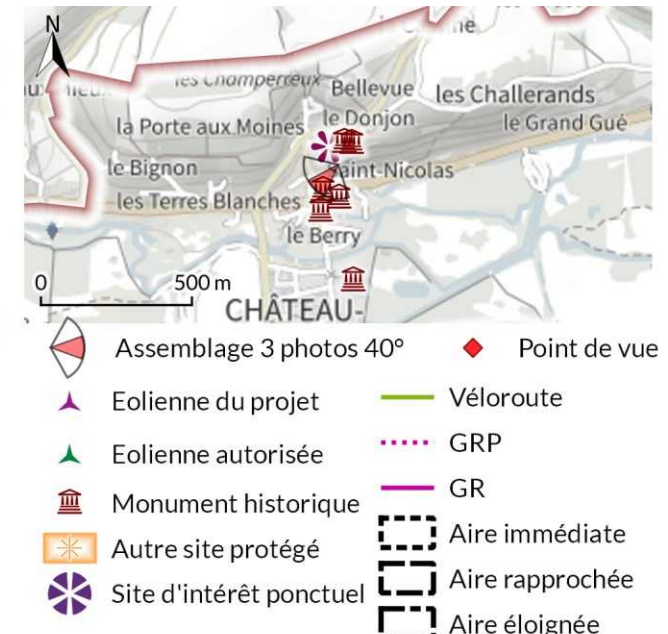 N
les Champerreux
Bellevue
les Challerands
la Porte aux Moines
le Donjon
le Grand Gué
le Bignon
aint-Nicolas
les Terres Blanches
le Berry
0 500 m
CHÂTEAU-
Assemblage 3 photos 40°
Point de vue
Eolienne du projet
Véloroute
Eolienne autorisée
GRP
Monument historique
GR
Autre site protégé
Aire immédiate
Site d'intérêt ponctuel
Aire rapprochée
Aire éloignée